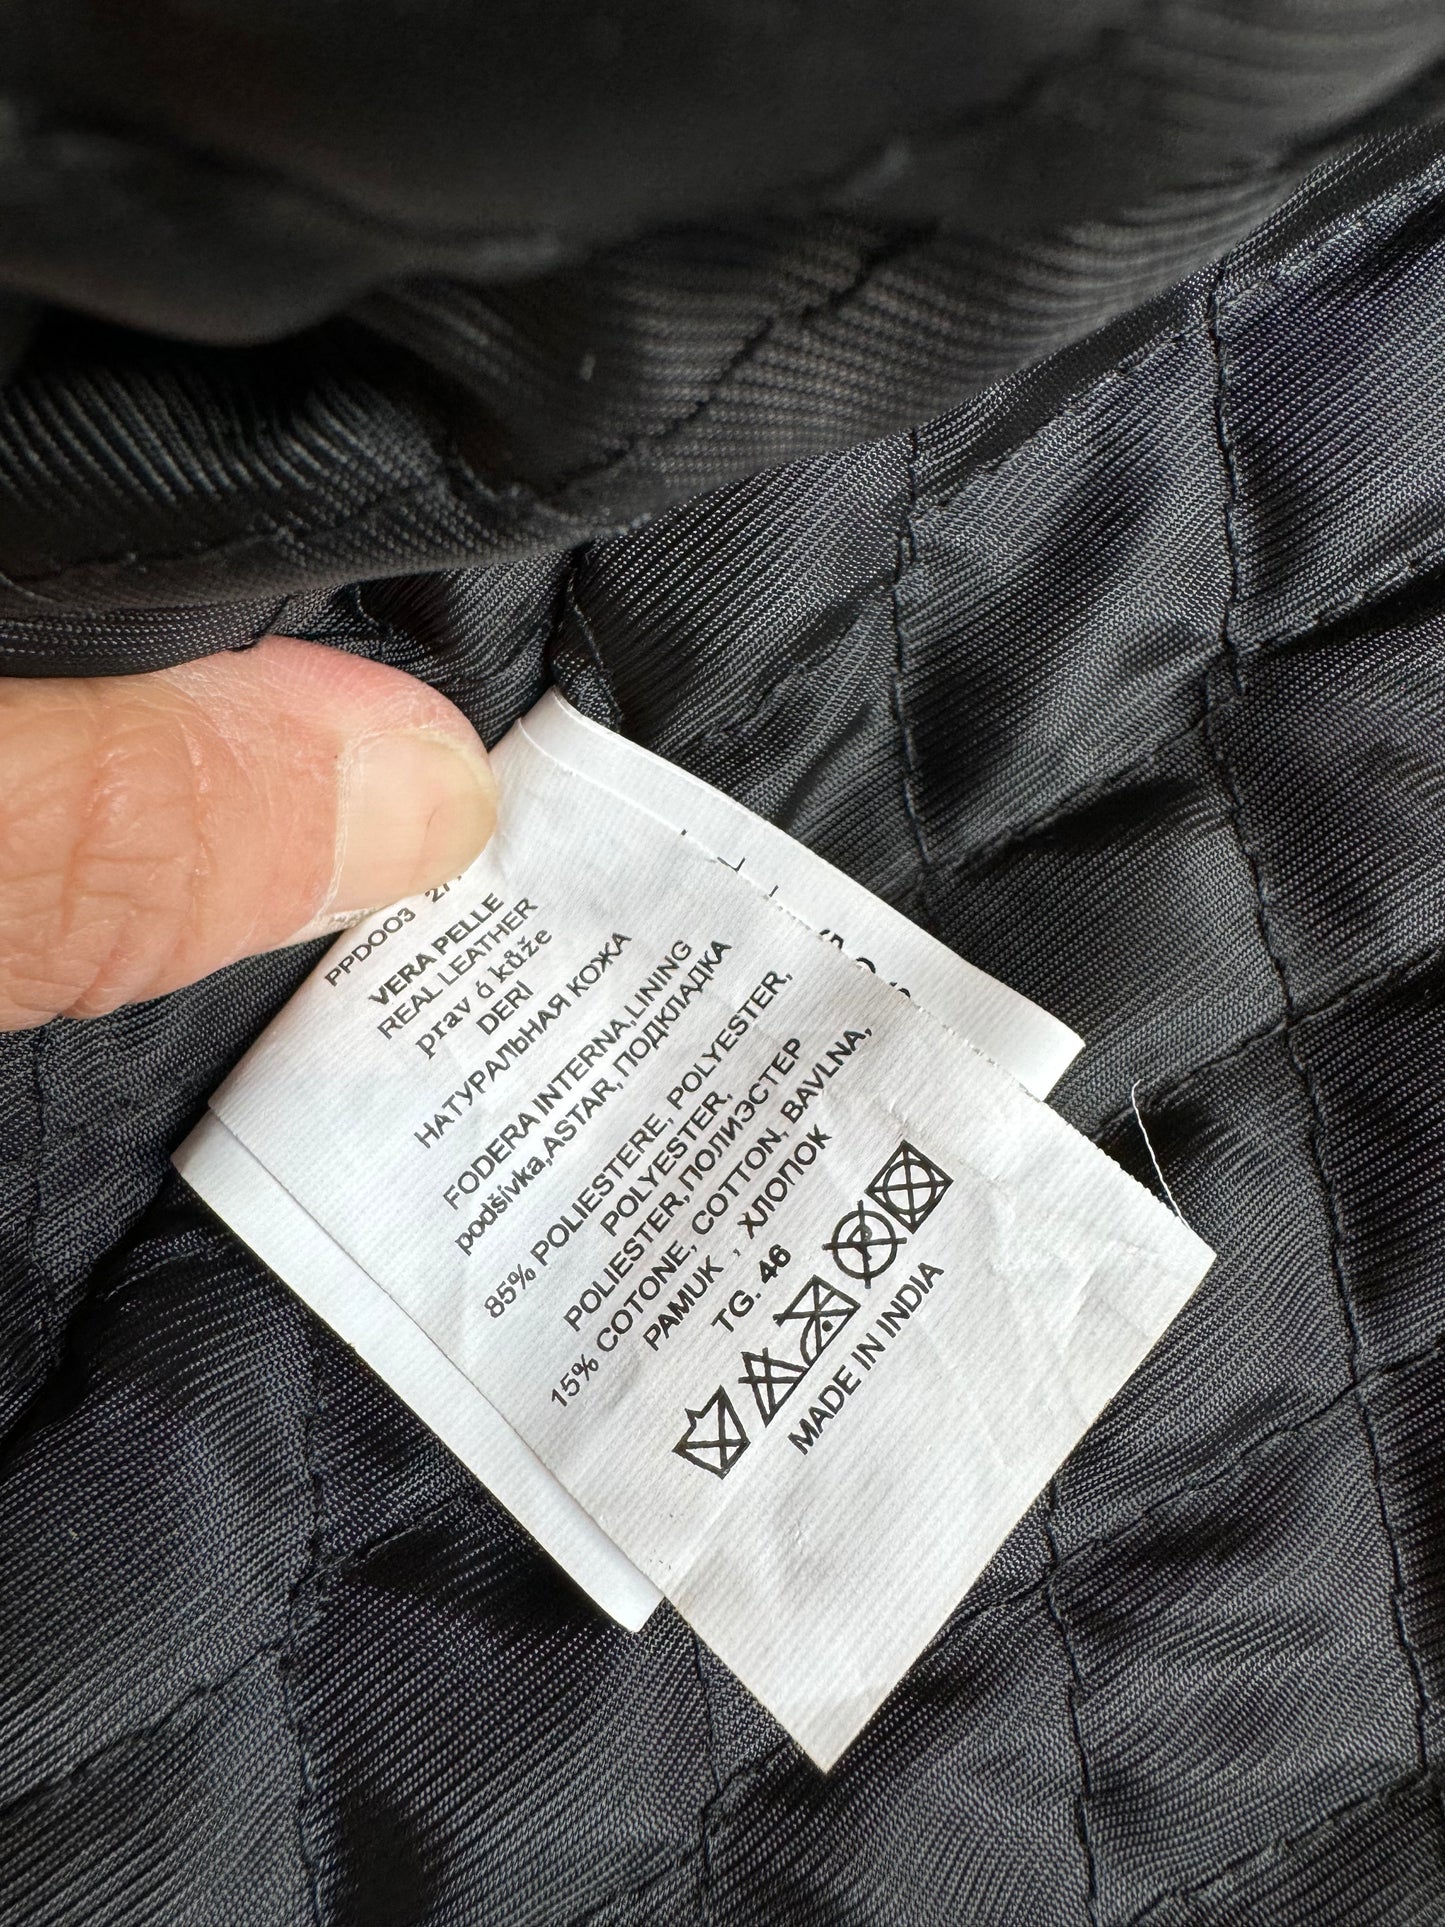 PPDOO3
VERA PELLE
REAL LEATHER
prav á kůže
DERİ
НАТУРАЛЬНАЯ КОЖА
FODERA INTERNA,LINING
podšívka,ASTAR, ПОДКЛАДКА
85% POLIESTERE, POLYESTER,
POLYESTER,
POLIESTER,ПОЛИЭСТЕР
15% COTONE, COTTON, BAVLNA,
PAMUK , ХЛОПОК
TG. 46
MADE IN INDIA